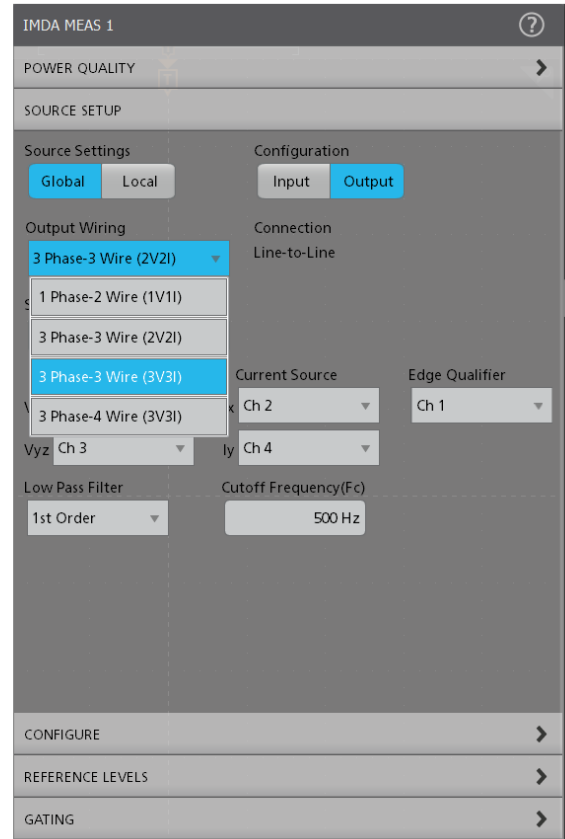 IMDA MEAS 1
?
POWER QUALITY
SOURCE SETUP
Source Settings Configuration
Global Local Input Output
Output Wiring Connection
3 Phase-3 Wire (2V2I) Line-to-Line
1 Phase-2 Wire (1V1I)
3 Phase-3 Wire (2V2I)
3 Phase-3 Wire (3V3I)
3 Phase-4 Wire (3V3I)
Current Source Edge Qualifier
Ch 2 Ch 1
Vyz Ch 3 Iy Ch 4
Low Pass Filter Cutoff Frequency(Fc)
1st Order 500 Hz
CONFIGURE
REFERENCE LEVELS
GATING